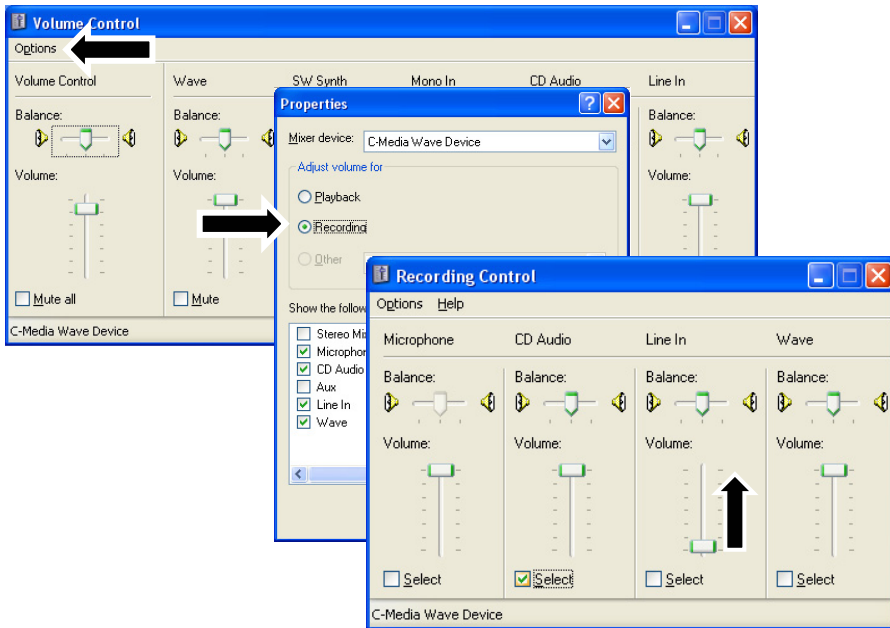 Volume Control
Options
Volume Control Wave SW Synth Mono In CD Audio Line In
Balance: Balance: Balance:
Volume: Volume: Volume:
Mute all Mute
C-Media Wave Device
Properties
Mixer device: C-Media Wave Device
Adjust volume for
Playback
Recording
Other
Show the follow
Stereo Mi
Microphor
CD Audio
Aux
Line In
Wave
Recording Control
Options Help
Microphone CD Audio Line In Wave
Balance: Balance: Balance: Balance:
Volume: Volume: Volume: Volume:
Select Select Select Select
C-Media Wave Device